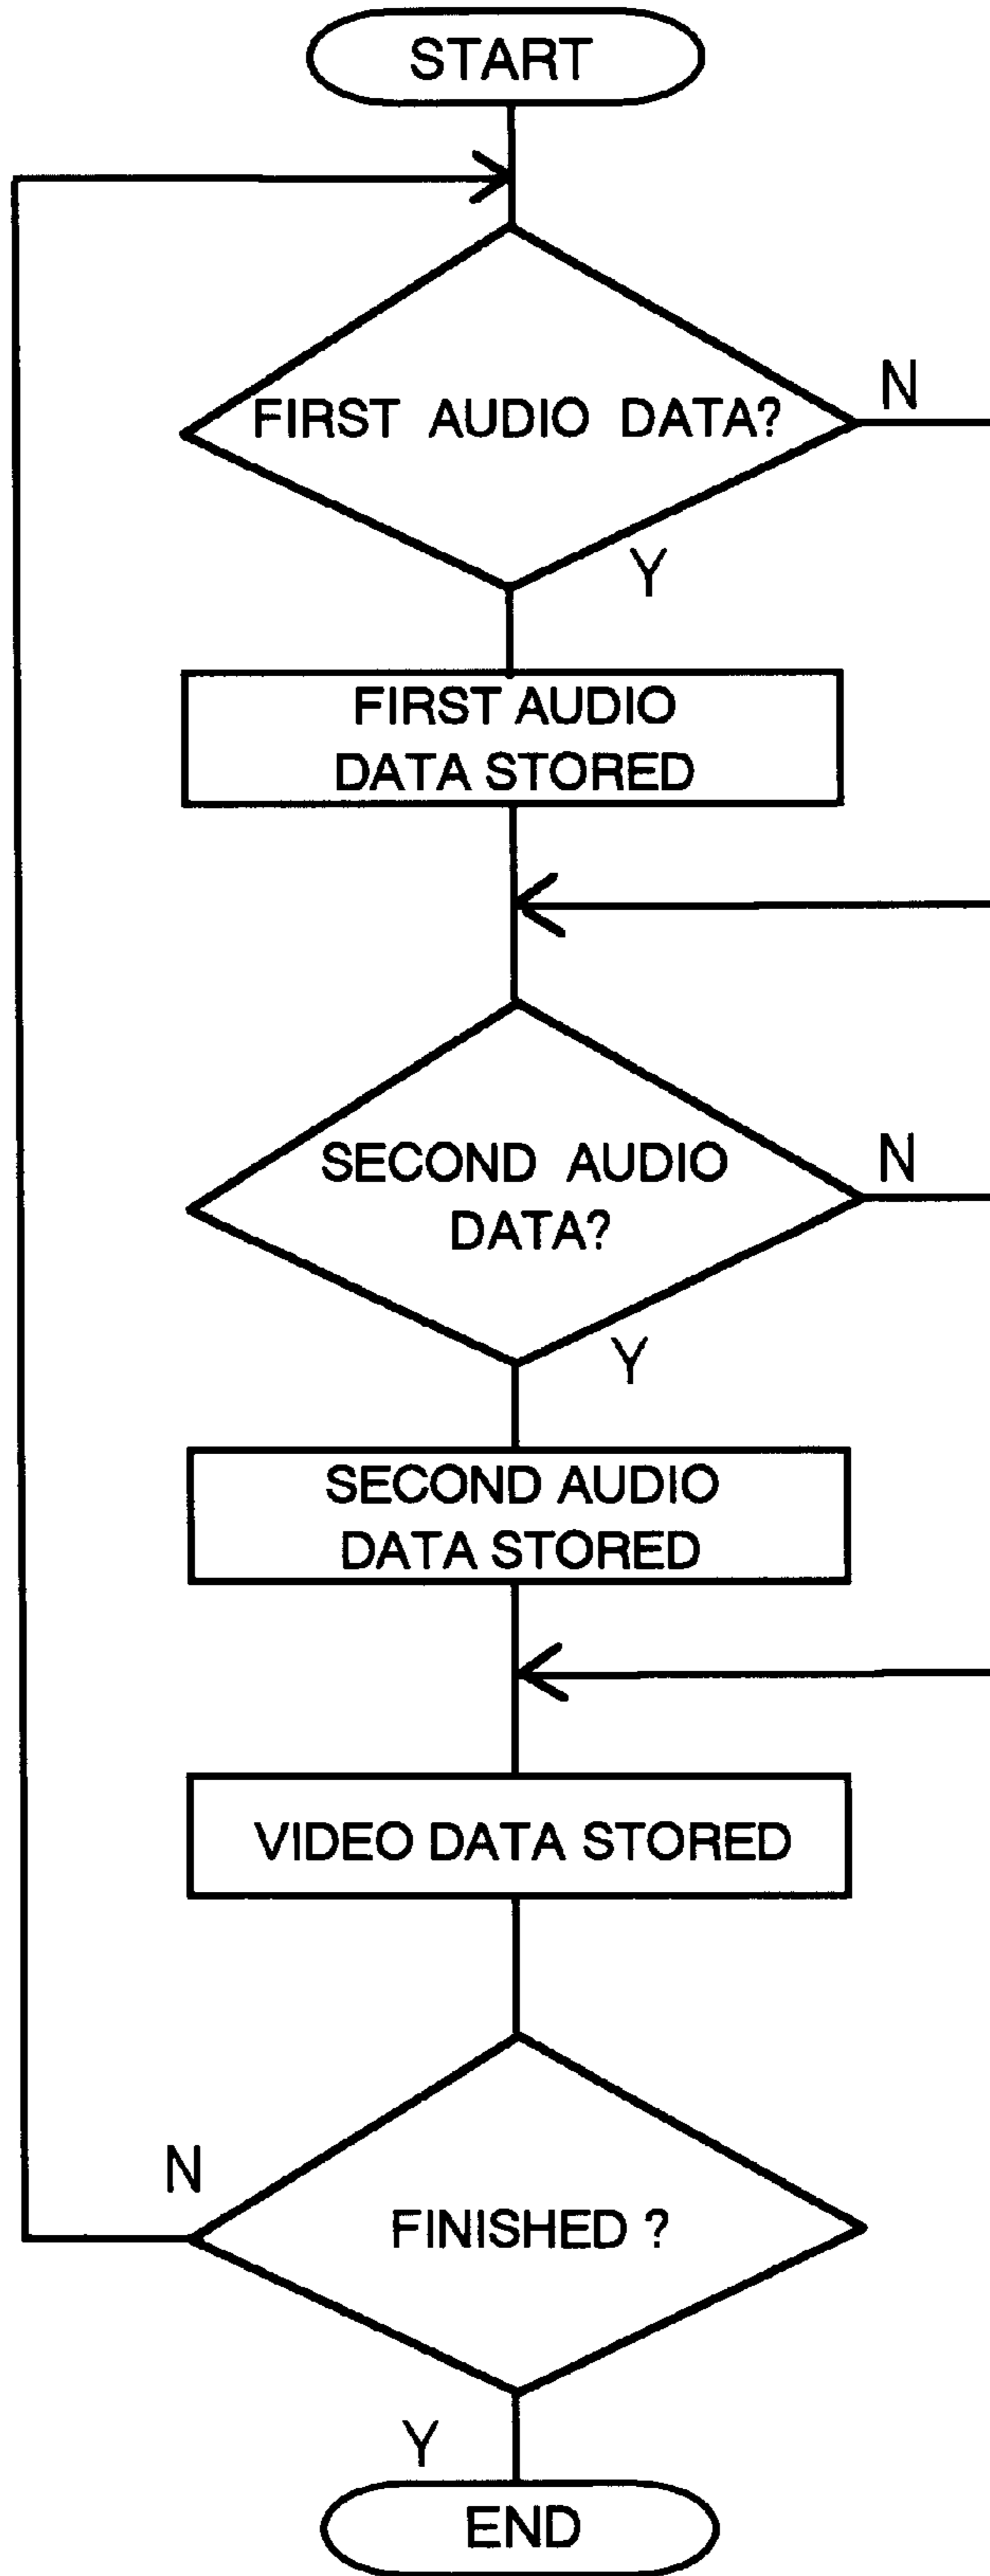 START
FIRST AUDIO DATA?
N
Y
FIRST AUDIO
DATA STORED
SECOND AUDIO
DATA?
N
Y
SECOND AUDIO
DATA STORED
VIDEO DATA STORED
N
FINISHED ?
Y
END